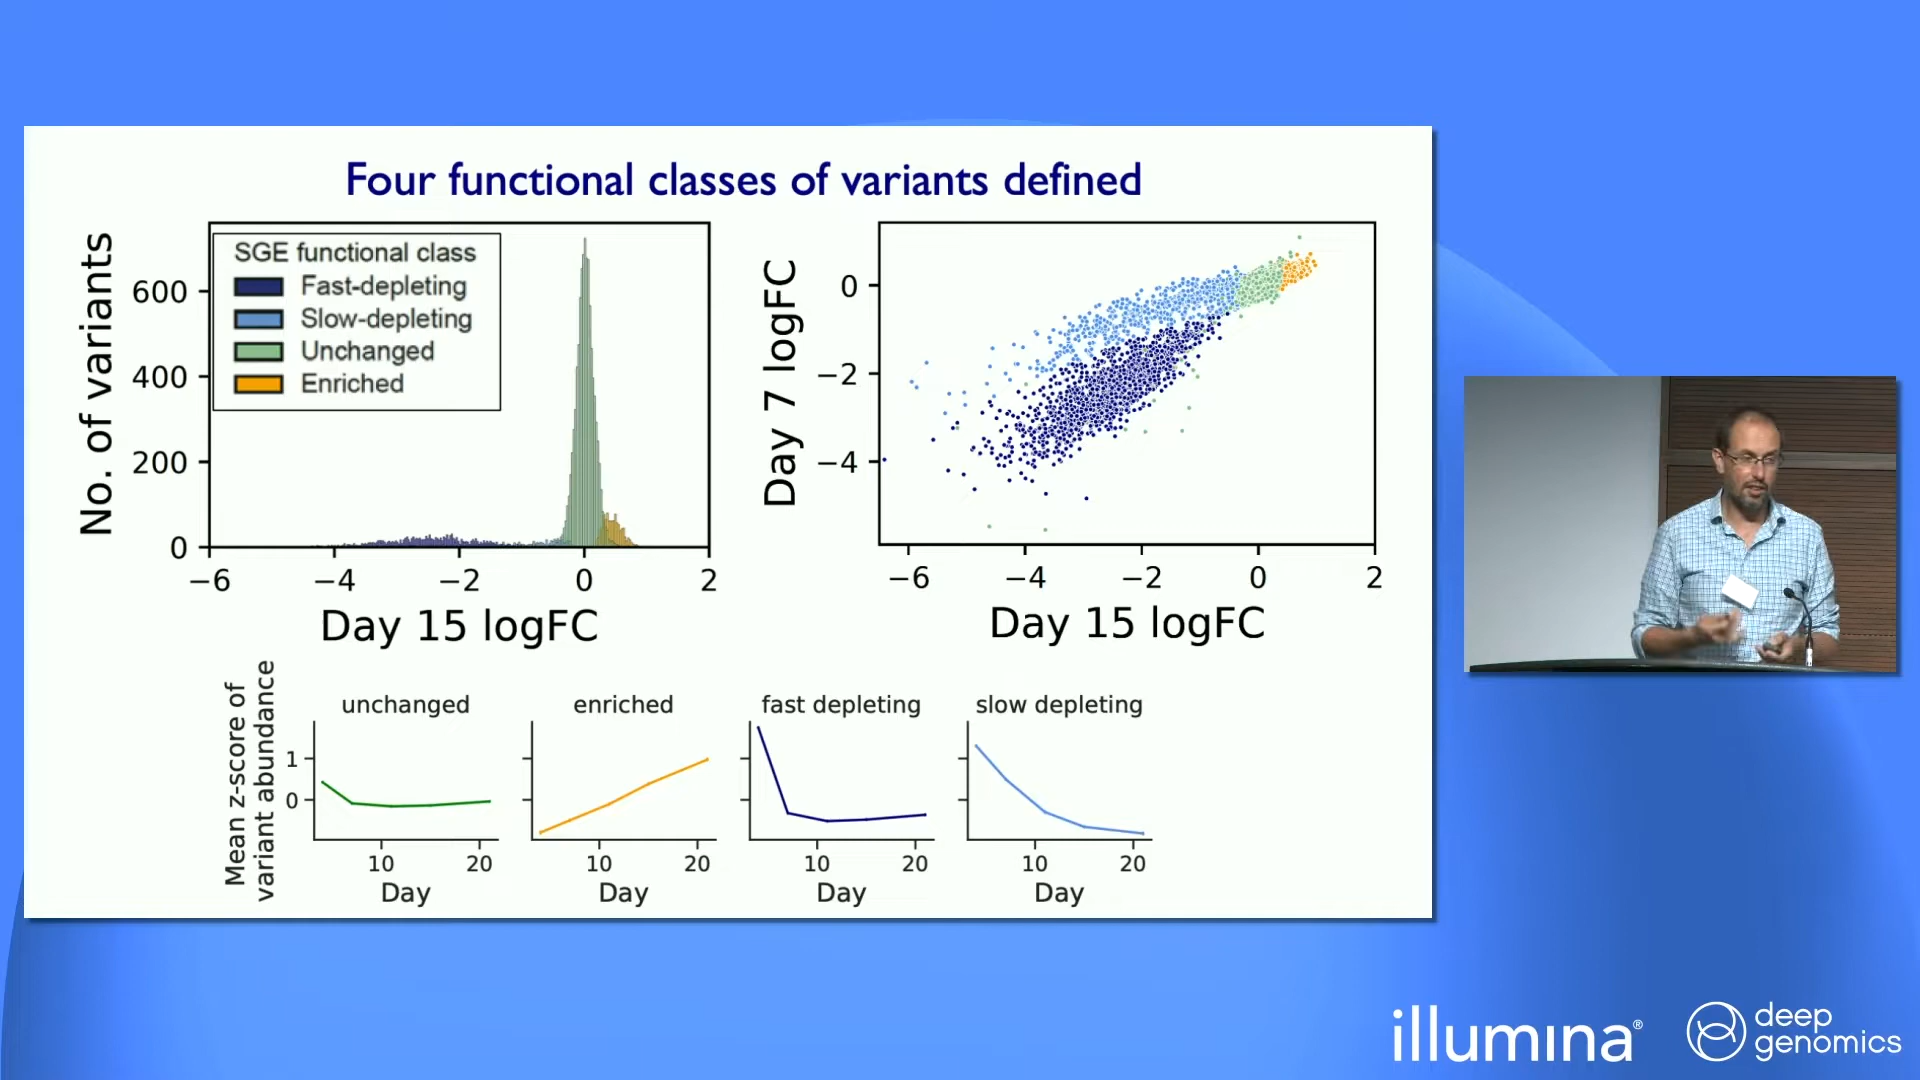 Four functional classes of variants defined
No. of variants
600
400
200
0
SGE functional class
Fast-depleting
Slow-depleting
Unchanged
Enriched
−6 −4 −2 0 2
Day 15 logFC
Day 7 logFC
0
−2
−4
−6 −4 −2 0 2
Day 15 logFC
Mean z-score of
variant abundance
1
0
unchanged
10 20
Day
enriched
10 20
Day
fast depleting
10 20
Day
slow depleting
10 20
Day
illumina®
deep
genomics